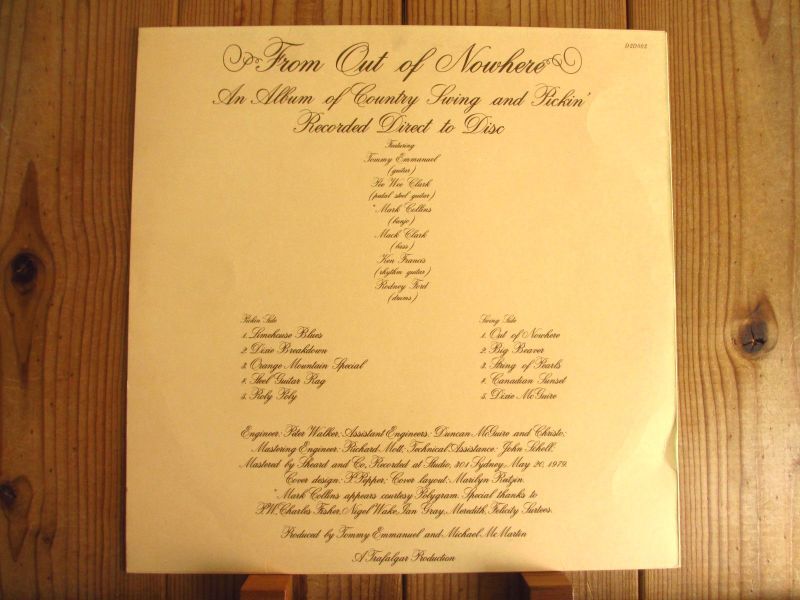 D2D002
From Out of Nowhere
An Album of Country Swing and Pickin'
Recorded Direct to Disc
Featuring
Tommy Emmanuel
(guitar)
Pee Wee Clark
(pedal steel guitar)
*Mark Collins
(banjo)
Mack Clark
(bass)
Ken Francis
(rhythm guitar)
Rodney Ford
(drums)
Pickin Side
1. Limehouse Blues
2. Dixie Breakdown
3. Orange Mountain Special
4. Steel Guitar Rag
5. Roly Poly
Swing Side
1. Out of Nowhere
2. Big Beaver
3. String of Pearls
4. Canadian Sunset
5. Dixie McGuire
Engineer: Peter Walker; Assistant Engineers: Duncan McGuire and Christo;
Mastering Engineer: Richard Mott; Technical Assistance: John Scholl.
Mastered by Sheard and Co, Recorded at Studio, 301 Sydney, May 20, 1979.
Cover design: P. Pepper; Cover layout: Marilyn
*Mark Collins appears courtesy Polygram. Special thanks to
P.W, Charles Fisher, Nigel Wake, Ian Gray, Meredith, Felicity Surtees.
Produced by Tommy Emmanuel and Michael McMartin
A Trafalgar Production